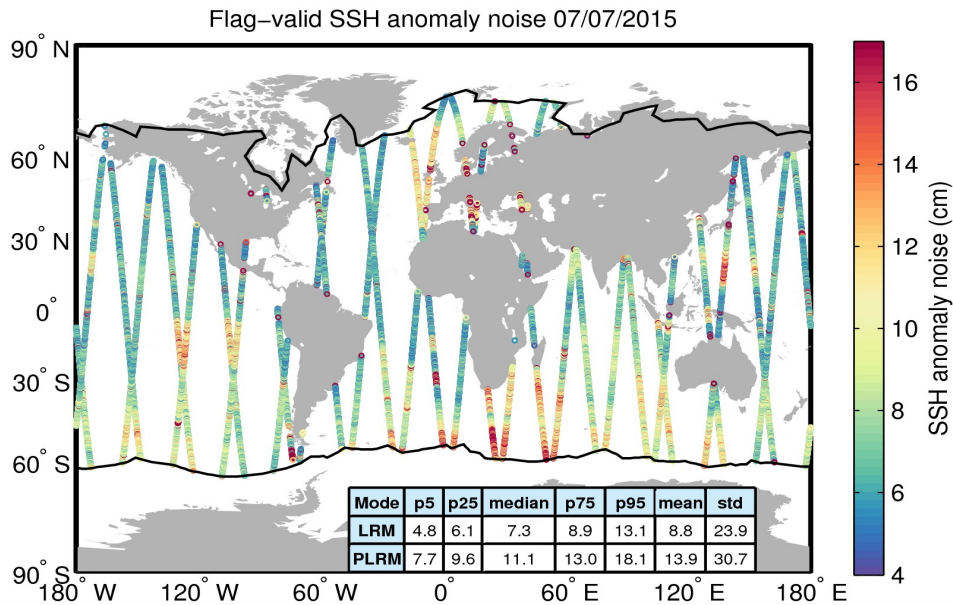 Flag−valid SSH anomaly noise 07/07/2015
90° N
60° N
30° N
0°
30° S
60° S
90° S
180° W
120° W
60° W
0°
60° E
120° E
180° E
Mode p5 p25 median p75 p95 mean std
LRM 4.8 6.1 7.3 8.9 13.1 8.8 23.9
PLRM 7.7 9.6 11.1 13.0 18.1 13.9 30.7
16
14
12
10
8
6
4
SSH anomaly noise (cm)